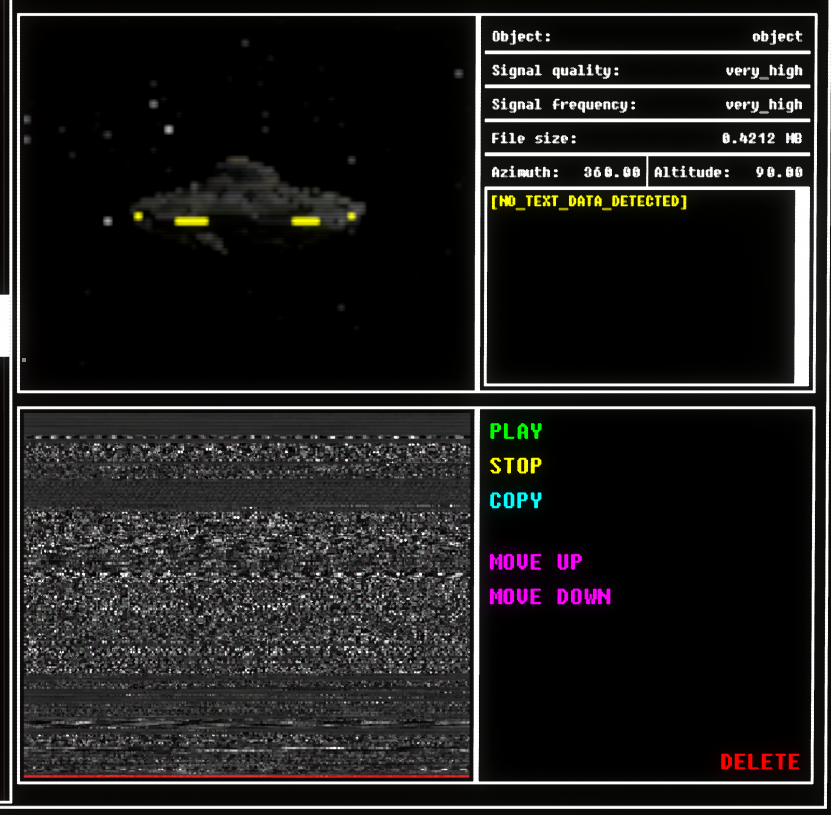 Object: object
Signal quality: very_high
Signal frequency: very_high
File size: 0.4212 MB
Azimuth: 360.00 Altitude: 90.00
[NO_TEXT_DATA_DETECTED]
PLAY
STOP
COPY
MOVE UP
MOVE DOWN
DELETE